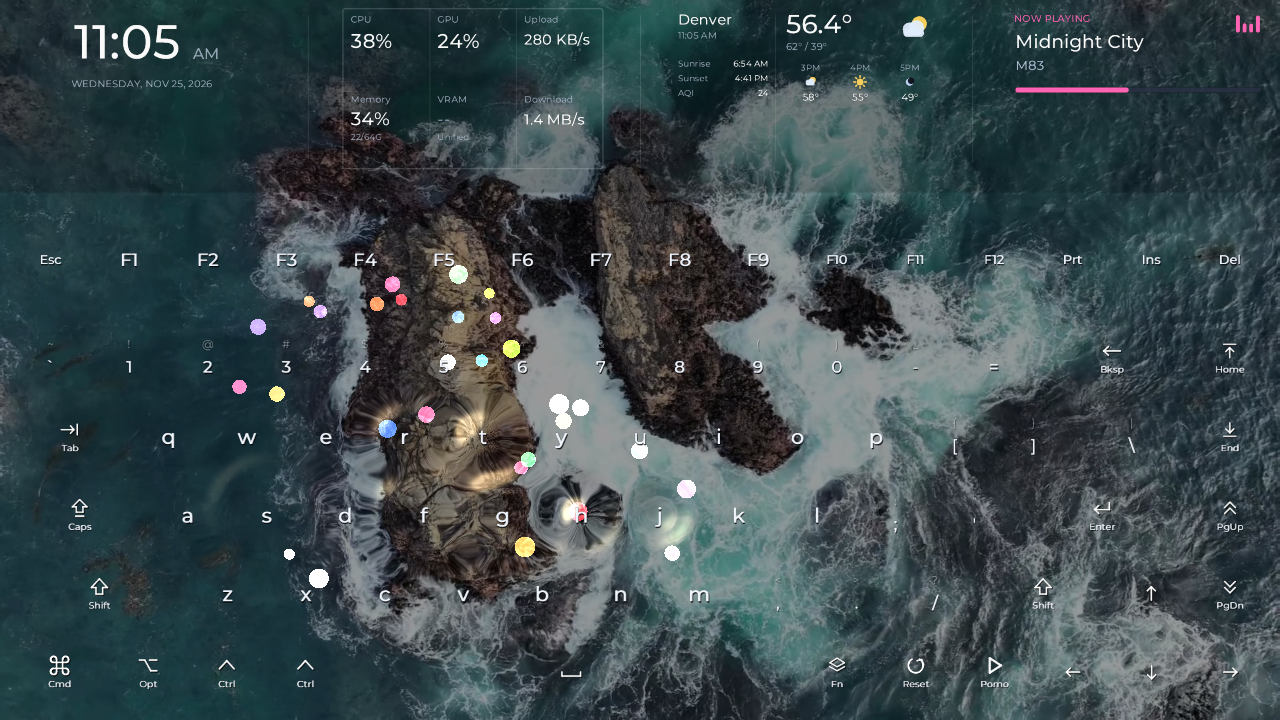 11:05 AM
WEDNESDAY, NOV 25, 2026
CPU
38%
GPU
24%
Upload
280 KB/s
Memory
34%
22/64G
VRAM
--
Unified
Download
1.4 MB/s
Denver
11:05 AM
Sunrise 6:54 AM
Sunset 4:41 PM
AQI 24
56.4°
62° / 39°
3PM 4PM 5PM
58° 55° 49°
NOW PLAYING
Midnight City
M83
Esc F1 F2 F3 F4 F5 F6 F7 F8 F9 F10 F11 F12 Prt Ins Del
~ ! @ # $ ( )
` 1 2 3 4 5 6 7 8 9 0 - = Bksp Home
Tab q w e r t y u i o p [ ] \ End
Caps a s d f g h j k l ; ' Enter PgUp
Shift z x c v b n m , . / ? Shift PgDn
Cmd Opt Ctrl Ctrl Fn Reset Porno